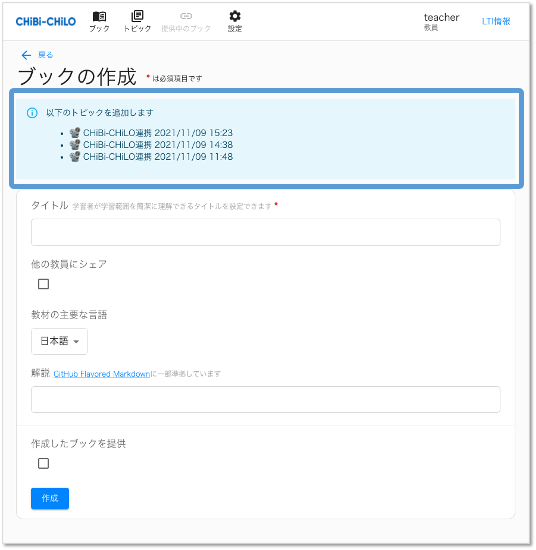 CHiBi-CHiLO
ブック
トピック
提供中のブック
設定
teacher
教員
LTI情報
戻る
ブックの作成 * は必須項目です
以下のトピックを追加します
CHiBi-CHiLO連携 2021/11/09 15:23
CHiBi-CHiLO連携 2021/11/09 14:38
CHiBi-CHiLO連携 2021/11/09 11:48
タイトル 学習者が学習範囲を簡潔に理解できるタイトルを設定できます *
他の教員にシェア
教材の主要な言語
日本語
解説 GitHub Flavored Markdownに一部準拠しています
作成したブックを提供
作成